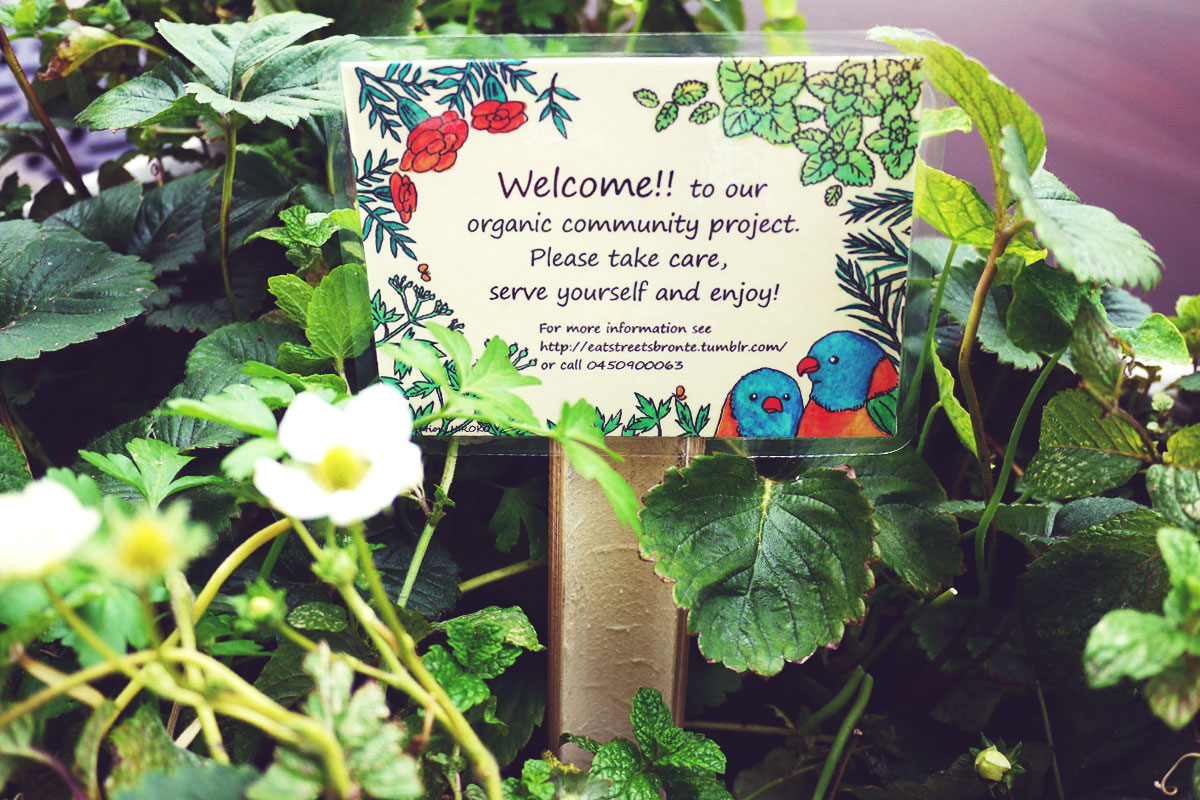 Welcome!! to our
organic community project.
Please take care,
serve yourself and enjoy!
For more information see
http://eatstreetsbronte.tumblr.com/
or call 0450900063
HIROKO